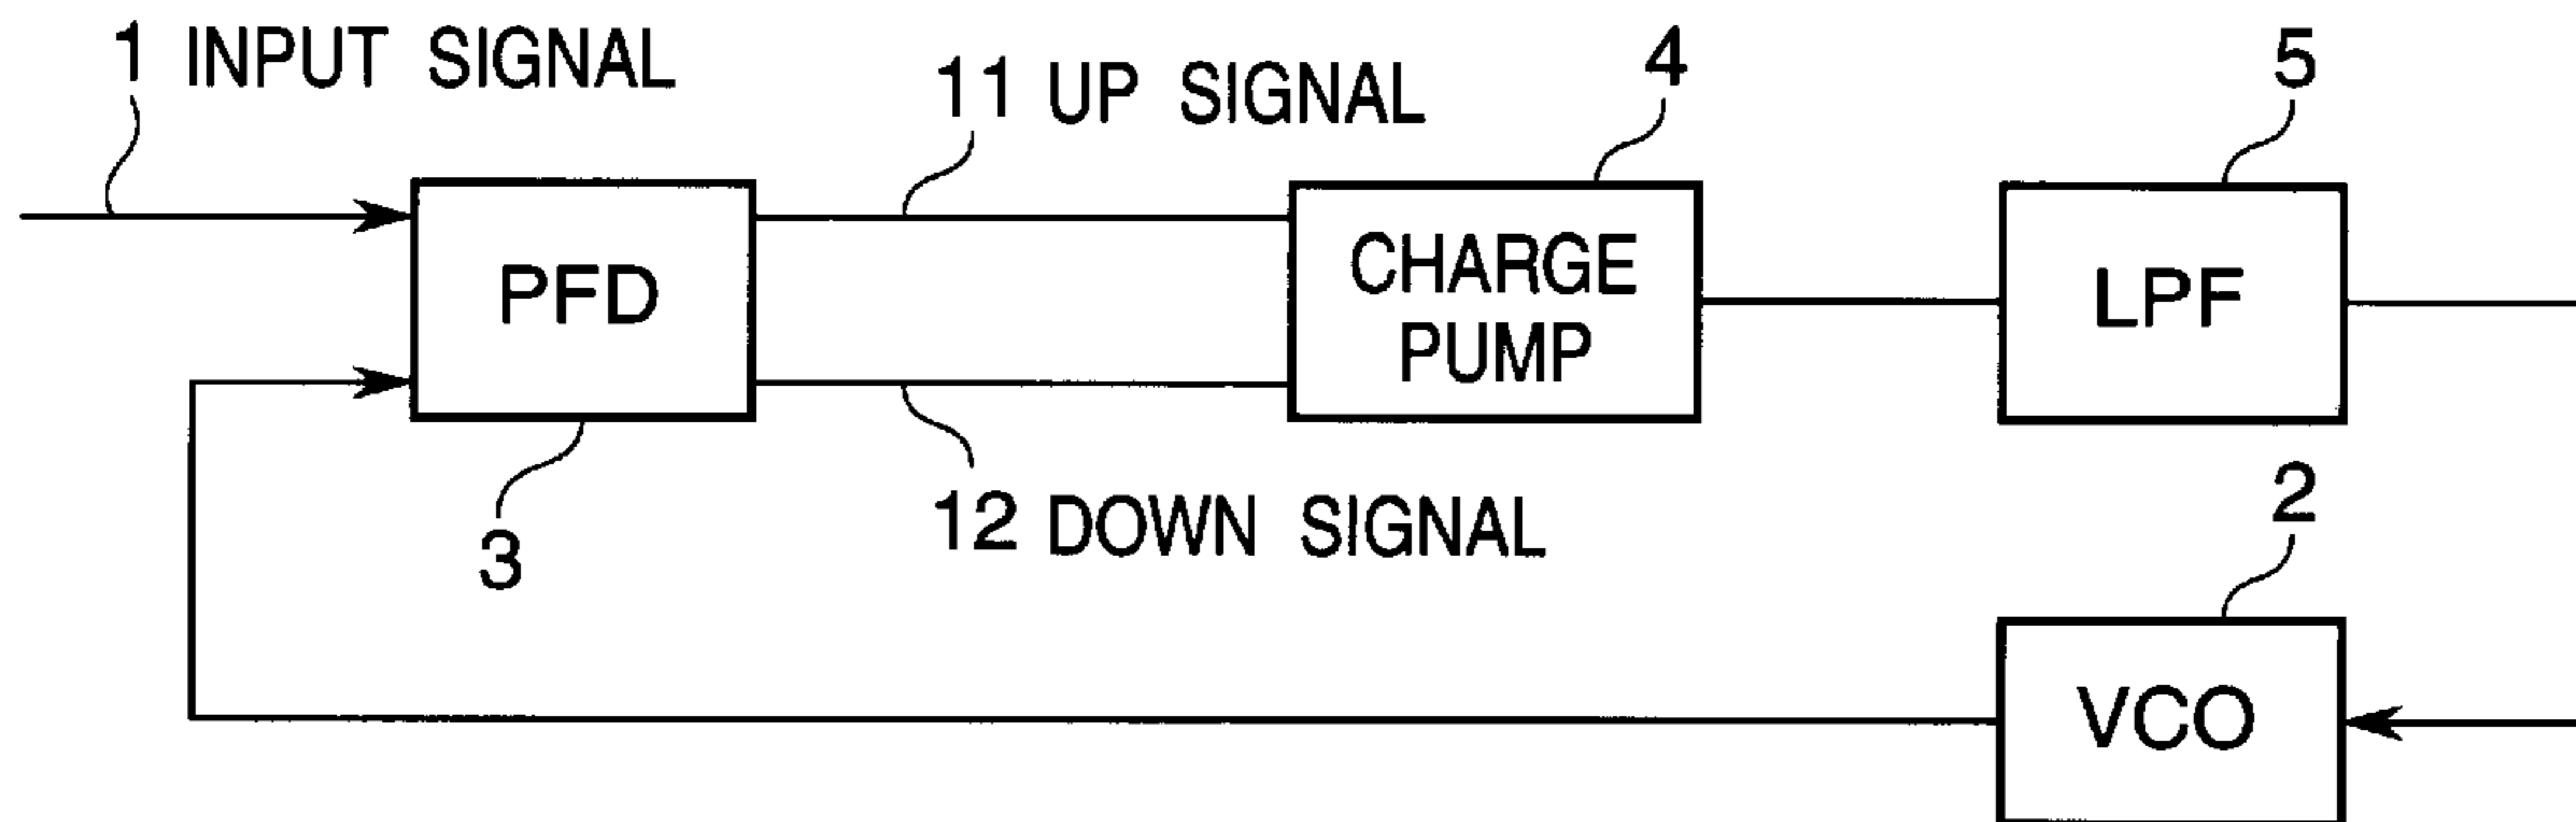 1 INPUT SIGNAL
11 UP SIGNAL
4
5
PFD
CHARGE
PUMP
LPF
3
12 DOWN SIGNAL
2
VCO